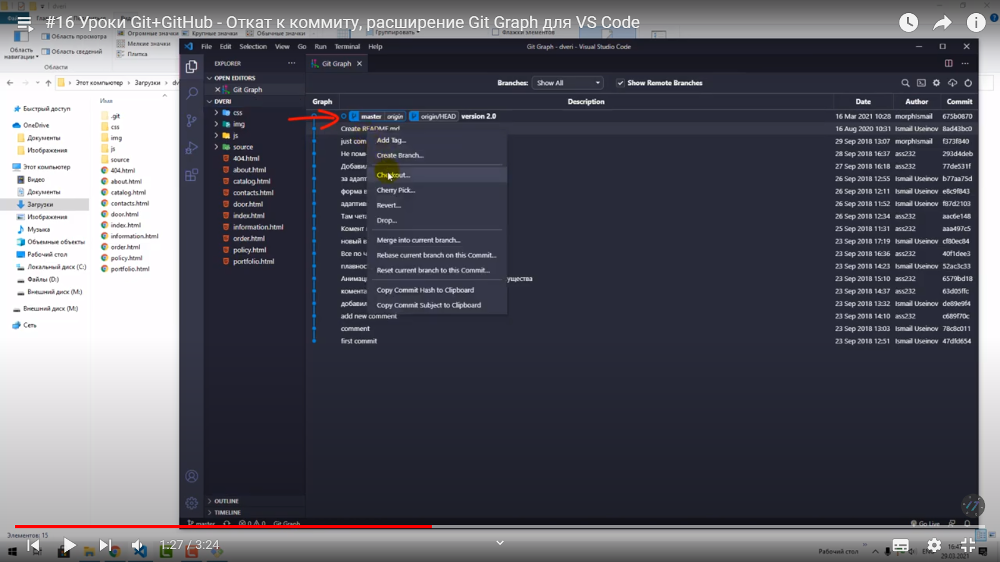 dveri
#16 Уроки Git+GitHub - Откат к коммиту, расширение Git Graph для VS Code
Область навигации
Область просмотра
Область сведений
Области
Огромные значки
Крупные значки
Обычные значки
Мелкие значки
Плитка
Группировать
Флажки элементов
Этот компьютер > Загрузки > dv
Быстрый доступ
OneDrive
Документы
Изображения
Этот компьютер
Видео
Документы
Загрузки
Изображения
Музыка
Объемные объекты
Рабочий стол
Локальный диск (C:)
Файлы (D:)
Внешний диск (M:)
Внешний диск (M:)
Сеть
Имя
.git
css
img
js
source
404.html
about.html
catalog.html
contacts.html
door.html
index.html
information.html
order.html
policy.html
portfolio.html
File Edit Selection View Go Run Terminal Help
Git Graph - dveri - Visual Studio Code
EXPLORER
OPEN EDITORS
Git Graph
DVERI
css
img
js
source
404.html
about.html
catalog.html
contacts.html
door.html
index.html
information.html
order.html
policy.html
portfolio.html
OUTLINE
TIMELINE
Git Graph
Branches: Show All Show Remote Branches
Graph Description Date Author Commit
master origin origin/HEAD version 2.0 16 Mar 2021 10:28 morphIsmail 675b0870
Create README.md 16 Aug 2020 10:31 Ismail Useinov 8ad43bc0
just com 29 Sep 2018 13:07 morphIsmail f373f840
Не пом 28 Sep 2018 16:37 ass232 293d4deb
Добавил 27 Sep 2018 16:18 ass232 77de531f
за адапт 26 Sep 2018 12:55 Ismail Useinov b77aa75d
форма в 26 Sep 2018 12:11 Ismail Useinov e8c9f843
адаптив 26 Sep 2018 11:52 Ismail Useinov f87d2103
Там чета 26 Sep 2018 12:34 ass232 aac6e148
Комент 25 Sep 2018 11:31 ass232 aaa497c5
новый в 23 Sep 2018 17:19 Ismail Useinov cf80ec84
Все по ч 23 Sep 2018 16:36 ass232 40f1dee3
плавнос 23 Sep 2018 14:23 Ismail Useinov 52ac3c33
Анимац ущества 23 Sep 2018 15:10 ass232 6579bd18
комента 23 Sep 2018 14:37 ass232 63d05ffc
добавил 23 Sep 2018 13:32 Ismail Useinov de89e9f4
add new comment 23 Sep 2018 14:10 ass232 c689f70c
comment 23 Sep 2018 13:03 Ismail Useinov 78c8c011
first commit 23 Sep 2018 12:51 Ismail Useinov 47dfd654
Add Tag...
Create Branch...
Checkout...
Cherry Pick...
Revert...
Drop...
Merge into current branch...
Rebase current branch on this Commit...
Reset current branch to this Commit...
Copy Commit Hash to Clipboard
Copy Commit Subject to Clipboard
master 0 0 Git Graph
Go Live
Элементов: 15
1:27 / 3:24
Рабочий стол
29.03.2021